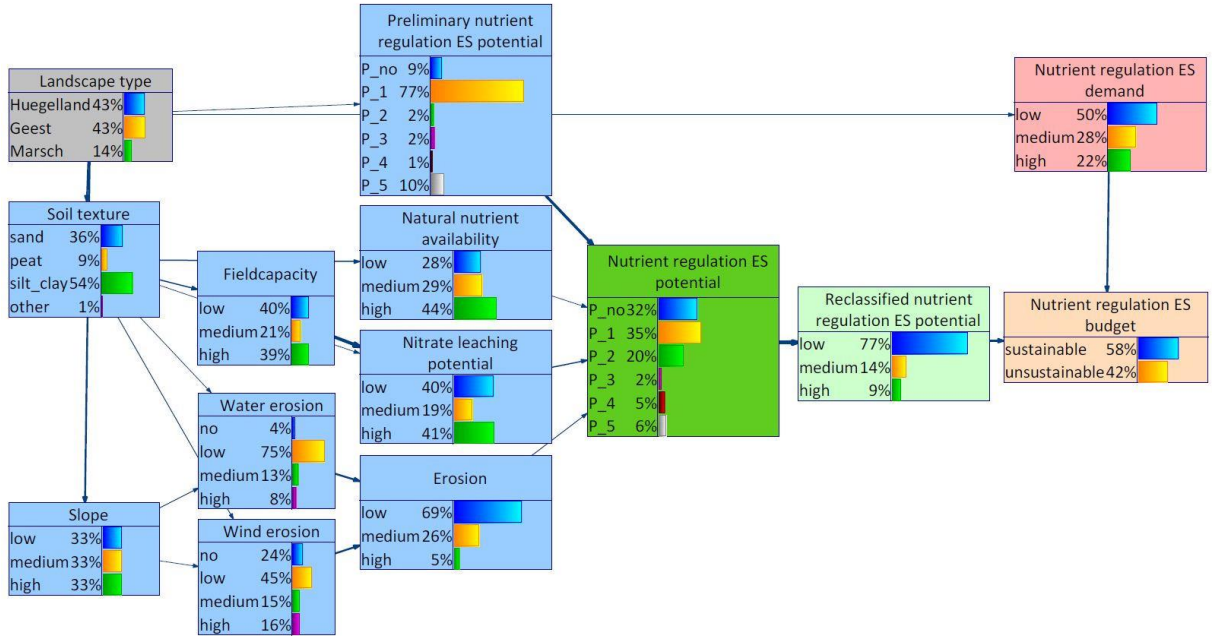 Landscape type
Huegelland 43%
Geest 43%
Marsch 14%
Soil texture
sand 36%
peat 9%
silt_clay 54%
other 1%
Slope
low 33%
medium 33%
high 33%
Fieldcapacity
low 40%
medium 21%
high 39%
Water erosion
no 4%
low 75%
medium 13%
high 8%
Wind erosion
no 24%
low 45%
medium 15%
high 16%
Preliminary nutrient
regulation ES potential
P_no 9%
P_1 77%
P_2 2%
P_3 2%
P_4 1%
P_5 10%
Natural nutrient
availability
low 28%
medium 29%
high 44%
Nitrate leaching
potential
low 40%
medium 19%
high 41%
Erosion
low 69%
medium 26%
high 5%
Nutrient regulation ES
potential
P_no 32%
P_1 35%
P_2 20%
P_3 2%
P_4 5%
P_5 6%
Reclassified nutrient
regulation ES potential
low 77%
medium 14%
high 9%
Nutrient regulation ES
demand
low 50%
medium 28%
high 22%
Nutrient regulation ES
budget
sustainable 58%
unsustainable 42%